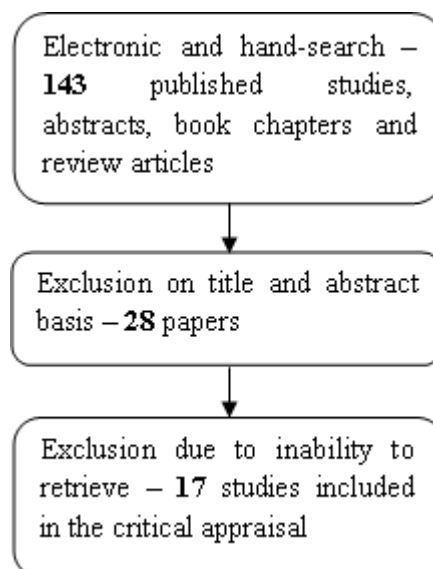 Electronic and hand-search –
143 published studies,
abstracts, book chapters and
review articles
Exclusion on title and abstract
basis – 28 papers
Exclusion due to inability to
retrieve – 17 studies included
in the critical appraisal